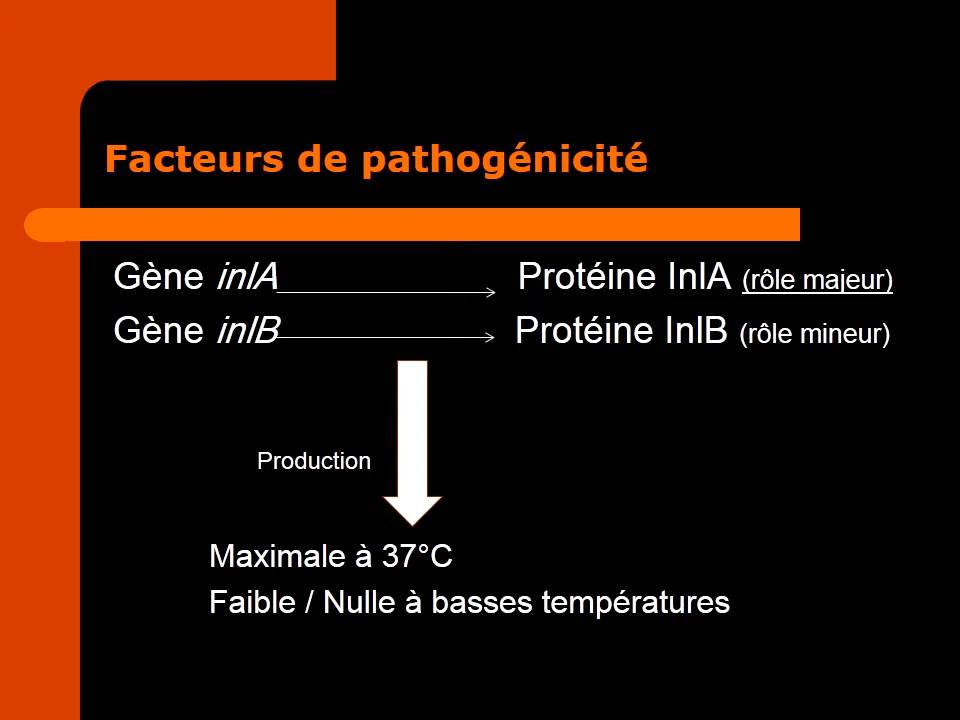 Facteurs de pathogénicité
Gène inlA Protéine InlA (rôle majeur)
Gène inlB Protéine InlB (rôle mineur)
Production
Maximale à 37°C
Faible / Nulle à basses températures